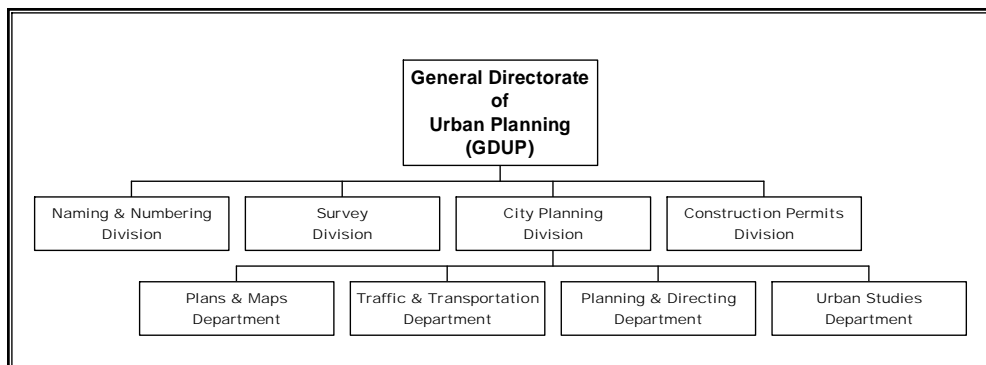 General Directorate
of
Urban Planning
(GDUP)
Naming & Numbering
Division
Survey
Division
City Planning
Division
Construction Permits
Division
Plans & Maps
Department
Traffic & Transportation
Department
Planning & Directing
Department
Urban Studies
Department